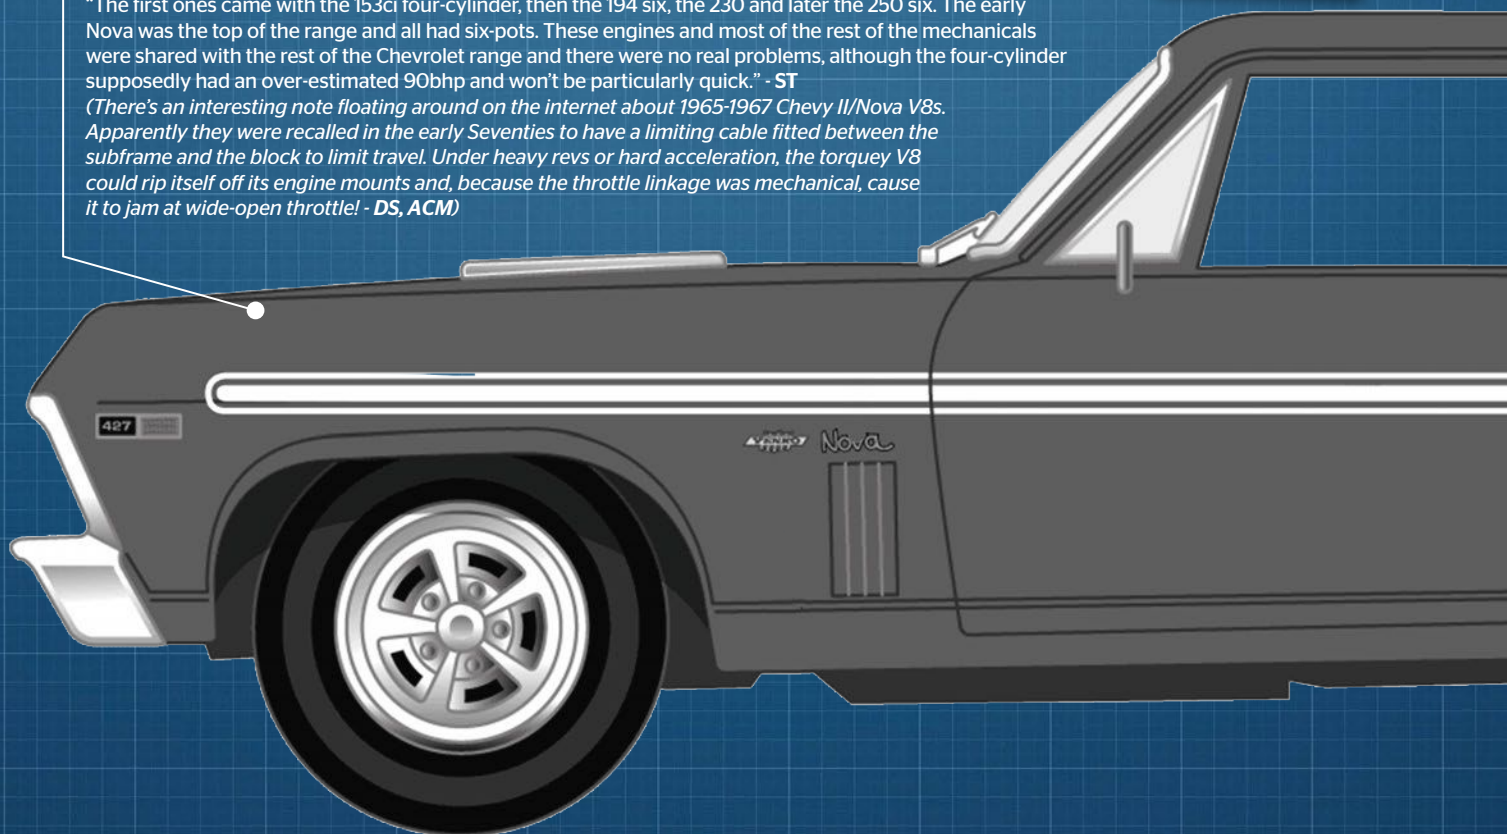 “The first ones came with the 153ci four-cylinder, then the 194 six, the 230 and later the 250 six. The early
Nova was the top of the range and all had six-pots. These engines and most of the rest of the mechanicals
were shared with the rest of the Chevrolet range and there were no real problems, although the four-cylinder
supposedly had an over-estimated 90bhp and won’t be particularly quick.” - ST
(There’s an interesting note floating around on the internet about 1965-1967 Chevy II/Nova V8s.
Apparently they were recalled in the early Seventies to have a limiting cable fitted between the
subframe and the block to limit travel. Under heavy revs or hard acceleration, the torquey V8
could rip itself off its engine mounts and, because the throttle linkage was mechanical, cause
it to jam at wide-open throttle! - DS, ACM)
427
Nova